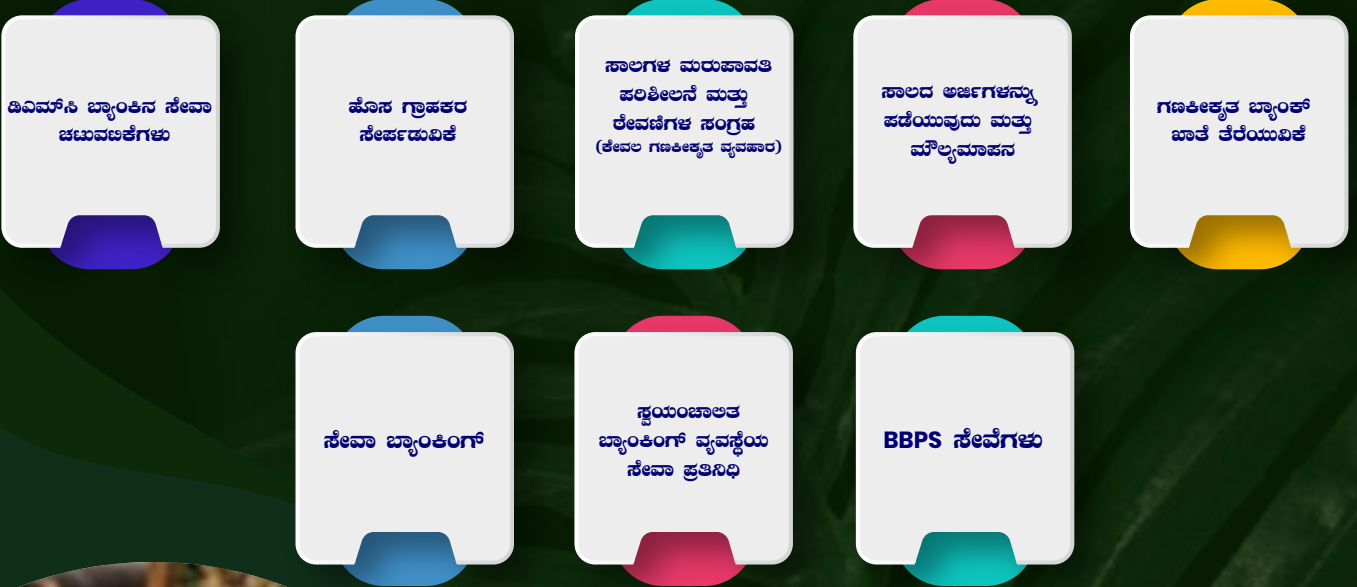 ಡಿಎಮ್‌ಸಿ ಬ್ಯಾಂಕಿನ ಸೇವಾ
ಚಟುವಟಿಕೆಗಳು
ಹೊಸ ಗ್ರಾಹಕರ
ಸೇರ್ಪಡುವಿಕೆ
ಸಾಲಗಳ ಮರುಪಾವತಿ
ಪರಿಶೀಲನೆ ಮತ್ತು
ಠೇವಣಿಗಳ ಸಂಗ್ರಹ
(ಕೇವಲ ಗಣಕೀಕೃತ ವ್ಯವಹಾರ)
ಸಾಲದ ಅರ್ಜಿಗಳನ್ನು
ಪಡೆಯುವುದು ಮತ್ತು
ಮೌಲ್ಯಮಾಪನ
ಗಣಕೀಕೃತ ಬ್ಯಾಂಕ್
ಖಾತೆ ತೆರೆಯುವಿಕೆ
ಸೇವಾ ಬ್ಯಾಂಕಿಂಗ್
ಸ್ವಯಂಚಾಲಿತ
ಬ್ಯಾಂಕಿಂಗ್ ವ್ಯವಸ್ಥೆಯ
ಸೇವಾ ಪ್ರತಿನಿಧಿ
BBPS ಸೇವೆಗಳು